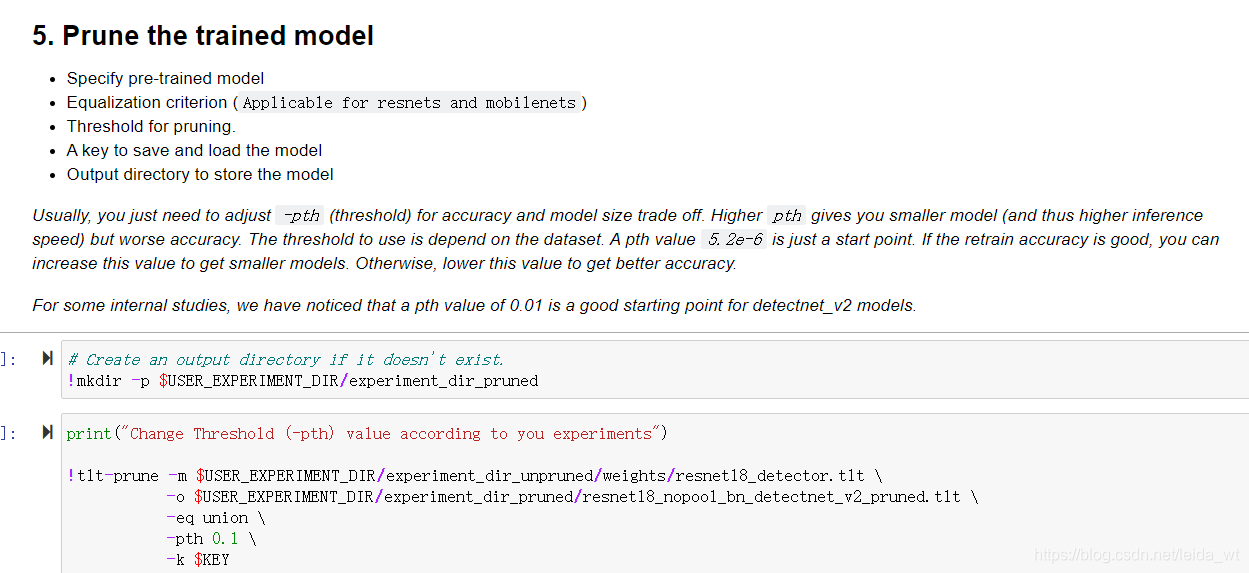 5. Prune the trained model
• Specify pre-trained model
• Equalization criterion ( Applicable for resnets and mobilenets )
• Threshold for pruning.
• A key to save and load the model
• Output directory to store the model
Usually, you just need to adjust -pth (threshold) for accuracy and model size trade off. Higher pth gives you smaller model (and thus higher inference
speed) but worse accuracy. The threshold to use is depend on the dataset. A pth value 5.2e-6 is just a start point. If the retrain accuracy is good, you can
increase this value to get smaller models. Otherwise, lower this value to get better accuracy.
For some internal studies, we have noticed that a pth value of 0.01 is a good starting point for detectnet_v2 models.
]: # Create an output directory if it doesn't exist.
!mkdir -p $USER_EXPERIMENT_DIR/experiment_dir_pruned
]: print("Change Threshold (-pth) value according to you experiments")
!tlt-prune -m $USER_EXPERIMENT_DIR/experiment_dir_unpruned/weights/resnet18_detector.tlt \
-o $USER_EXPERIMENT_DIR/experiment_dir_pruned/resnet18_nopool_bn_detectnet_v2_pruned.tlt \
-eq union \
-pth 0.1 \
-k $KEY
https://blog.csdn.net/leida_wt